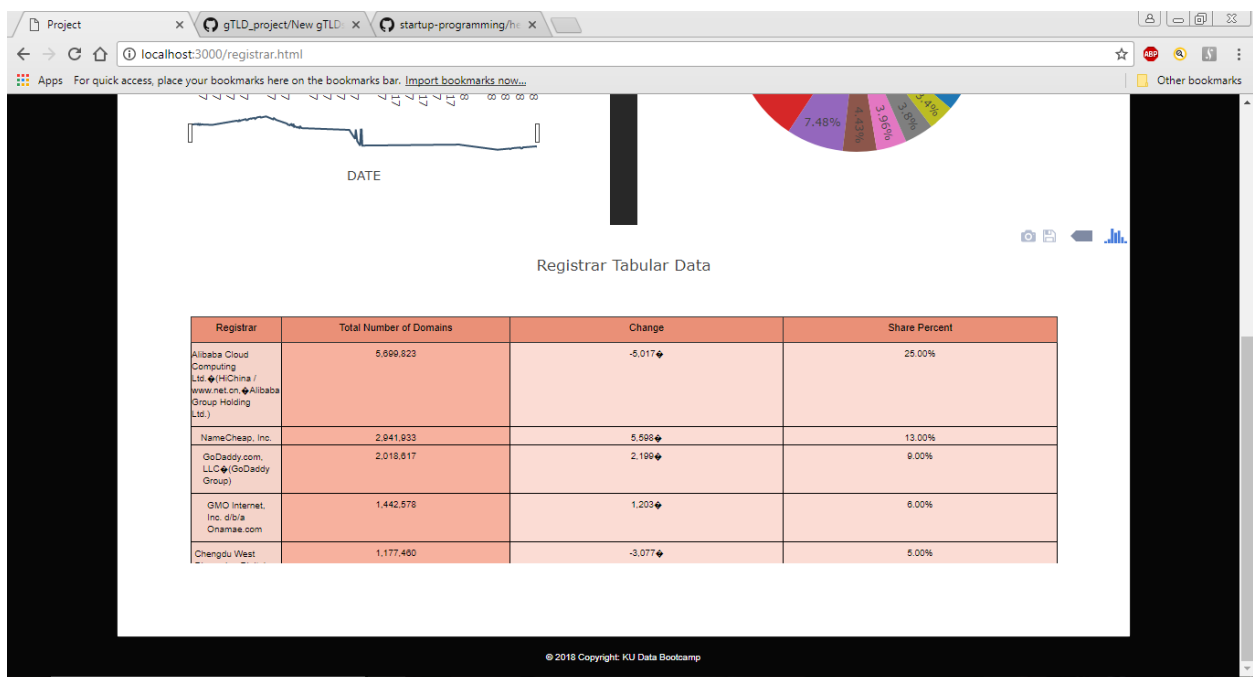 Project
gTLD_project/New gTLD
startup-programming/he
localhost:3000/registrar.html
ABP
S
Apps For quick access, place your bookmarks here on the bookmarks bar. Import bookmarks now...
Other bookmarks
DATE
7.48%
4.43%
3.96%
3.8%
3.4%
Registrar Tabular Data
Registrar Total Number of Domains Change Share Percent
Alibaba Cloud 5,699,823 -5,017� 25.00%
Computing
Ltd.�(HiChina /
www.net.cn,�Alibaba
Group Holding
Ltd.)
NameCheap, Inc. 2,941,933 5,598� 13.00%
GoDaddy.com, 2,018,617 2,199� 9.00%
LLC�(GoDaddy
Group)
GMO Internet, 1,442,578 1,203� 6.00%
Inc. d/b/a
Onamae.com
Chengdu West 1,177,460 -3,077� 5.00%
© 2018 Copyright: KU Data Bootcamp